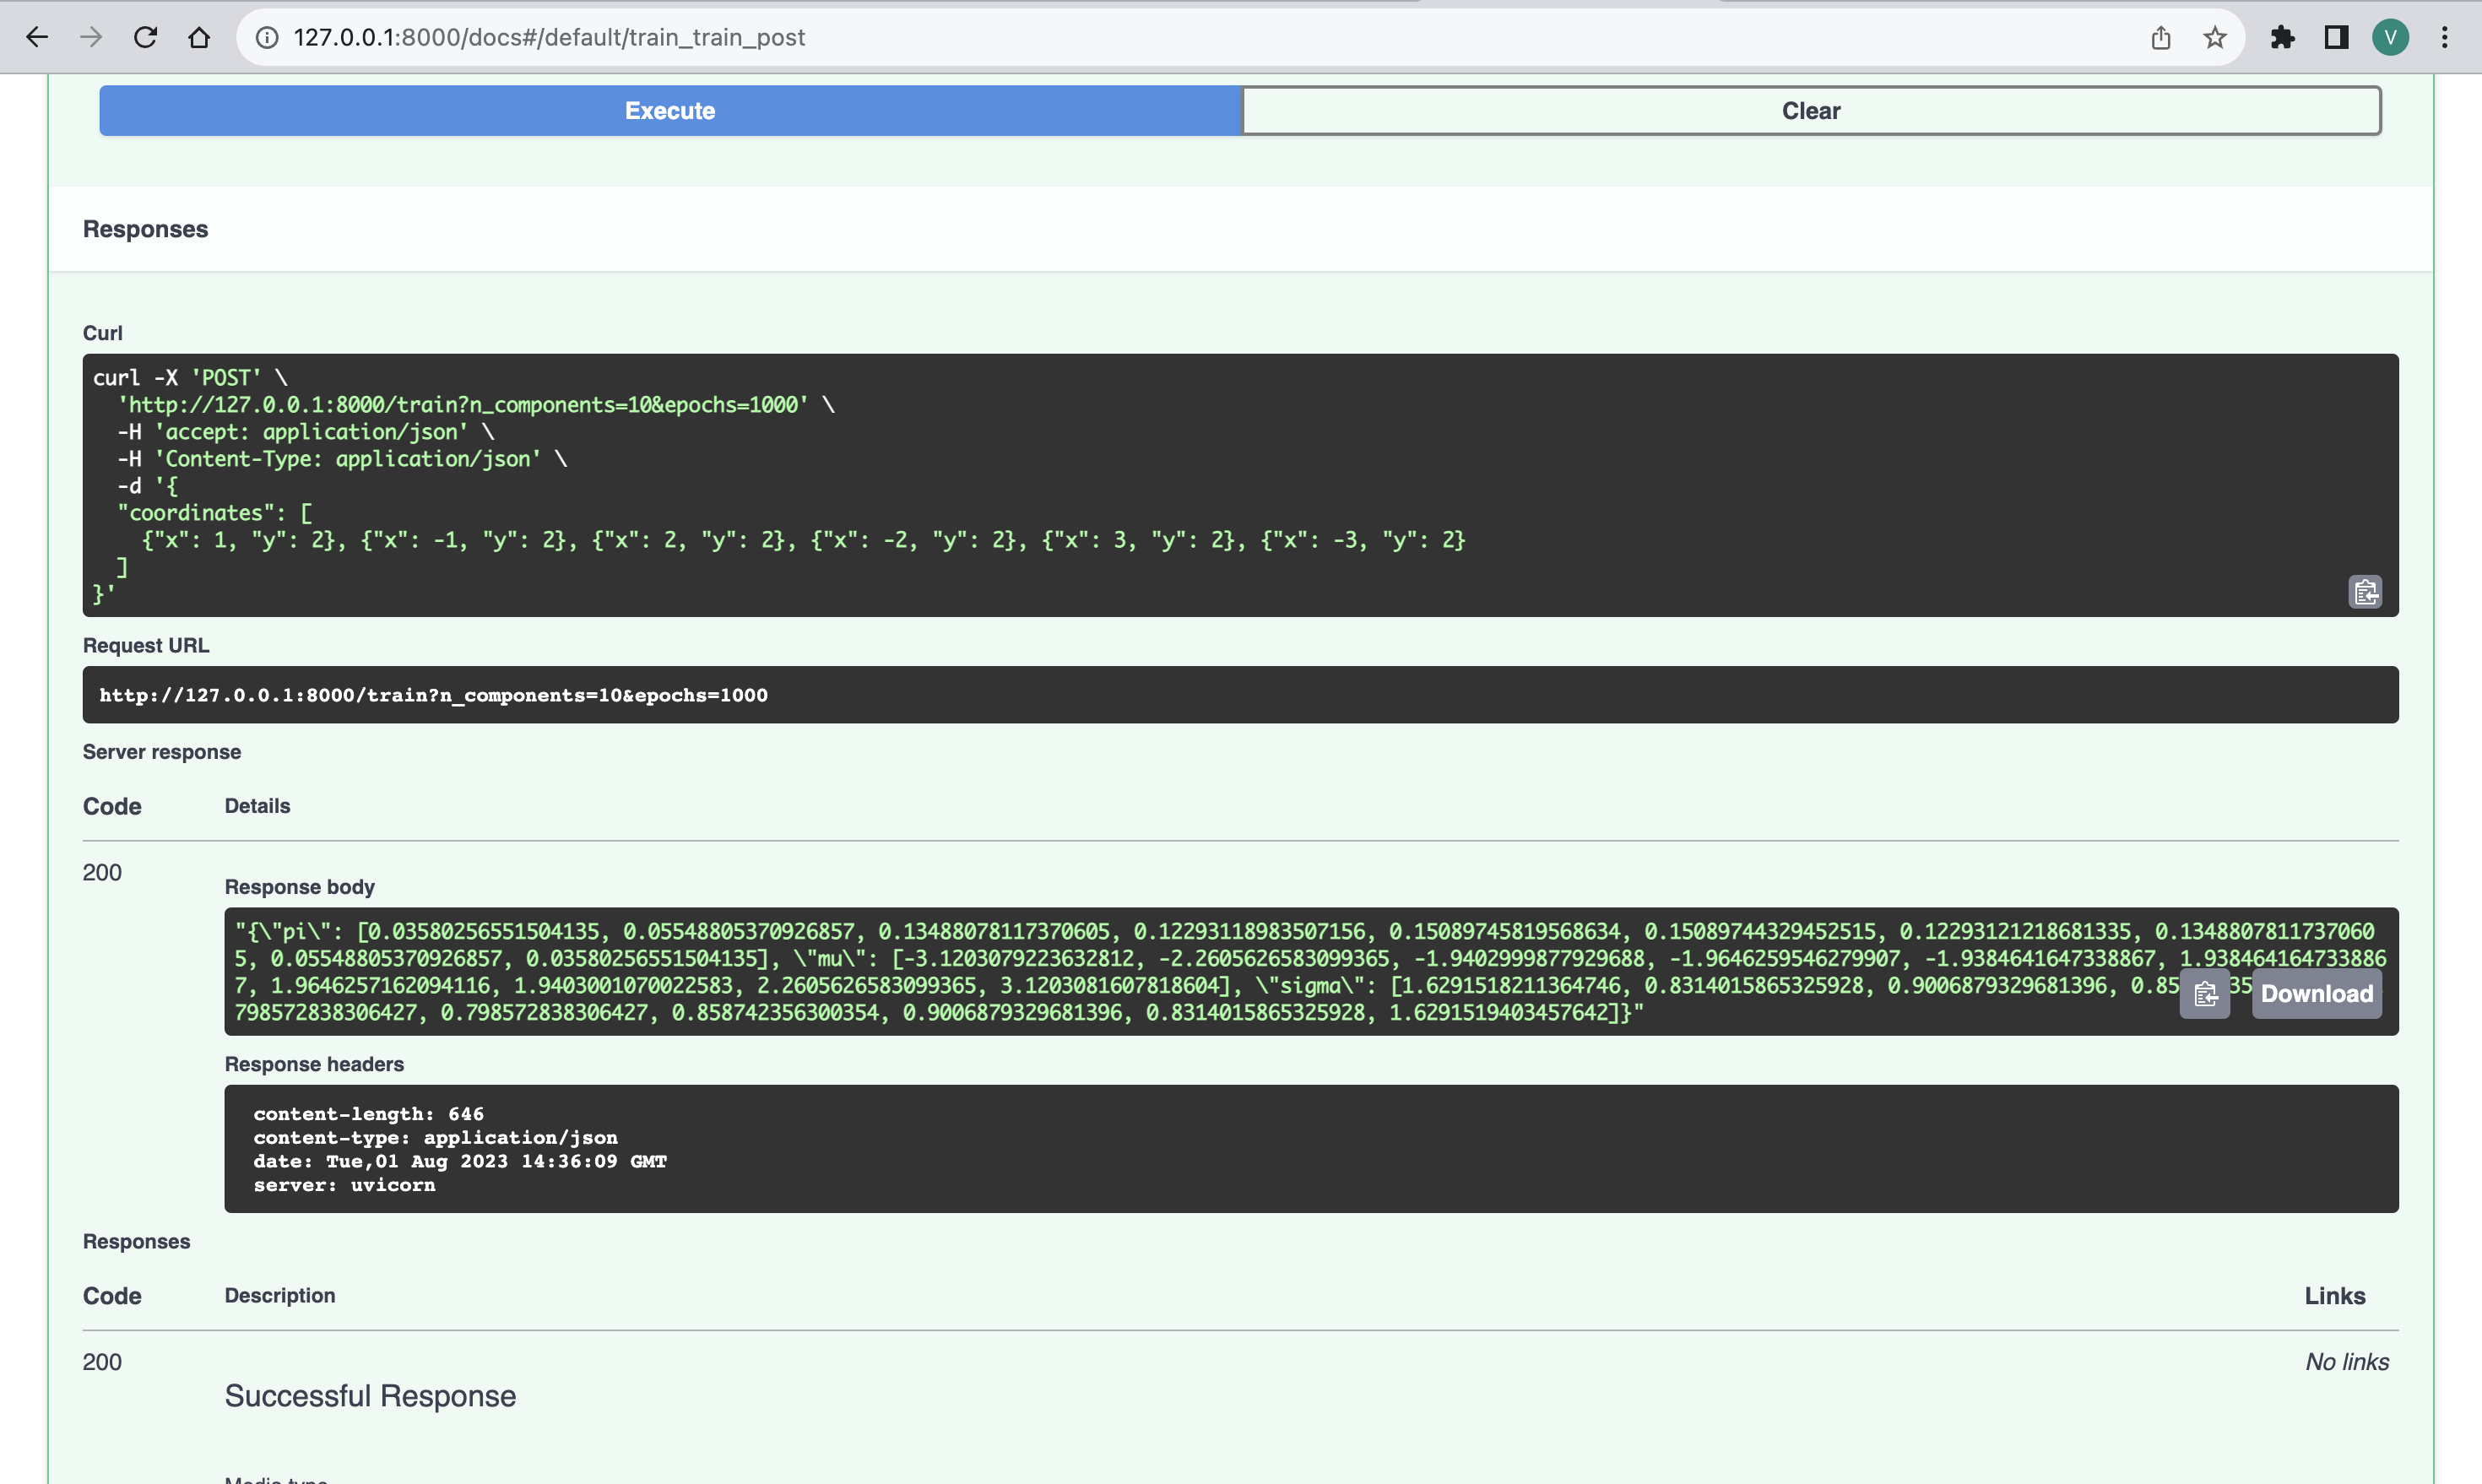 127.0.0.1:8000/docs#/default/train_train_post
V
Execute
Clear
Responses
Curl
curl -X 'POST' \
'http://127.0.0.1:8000/train?n_components=10&epochs=1000' \
-H 'accept: application/json' \
-H 'Content-Type: application/json' \
-d '{
"coordinates": [
{"x": 1, "y": 2}, {"x": -1, "y": 2}, {"x": 2, "y": 2}, {"x": -2, "y": 2}, {"x": 3, "y": 2}, {"x": -3, "y": 2}
]
}'
Request URL
http://127.0.0.1:8000/train?n_components=10&epochs=1000
Server response
Code Details
200
Response body
"{\"pi\": [0.03580256551504135, 0.05548805370926857, 0.13488078117370605, 0.12293118983507156, 0.15089745819568634, 0.15089744329452515, 0.12293121218681335, 0.1348807811737060
5, 0.05548805370926857, 0.03580256551504135], \"mu\": [-3.1203079223632812, -2.2605626583099365, -1.9402999877929688, -1.9646259546279907, -1.9384641647338867, 1.938464164733886
7, 1.9646257162094116, 1.9403001070022583, 2.2605626583099365, 3.1203081607818604], \"sigma\": [1.6291518211364746, 0.8314015865325928, 0.9006879329681396, 0.85 35
Download
798572838306427, 0.798572838306427, 0.858742356300354, 0.9006879329681396, 0.8314015865325928, 1.6291519403457642]}"
Response headers
content-length: 646
content-type: application/json
date: Tue,01 Aug 2023 14:36:09 GMT
server: uvicorn
Responses
Code Description Links
200 No links
Successful Response
Media type